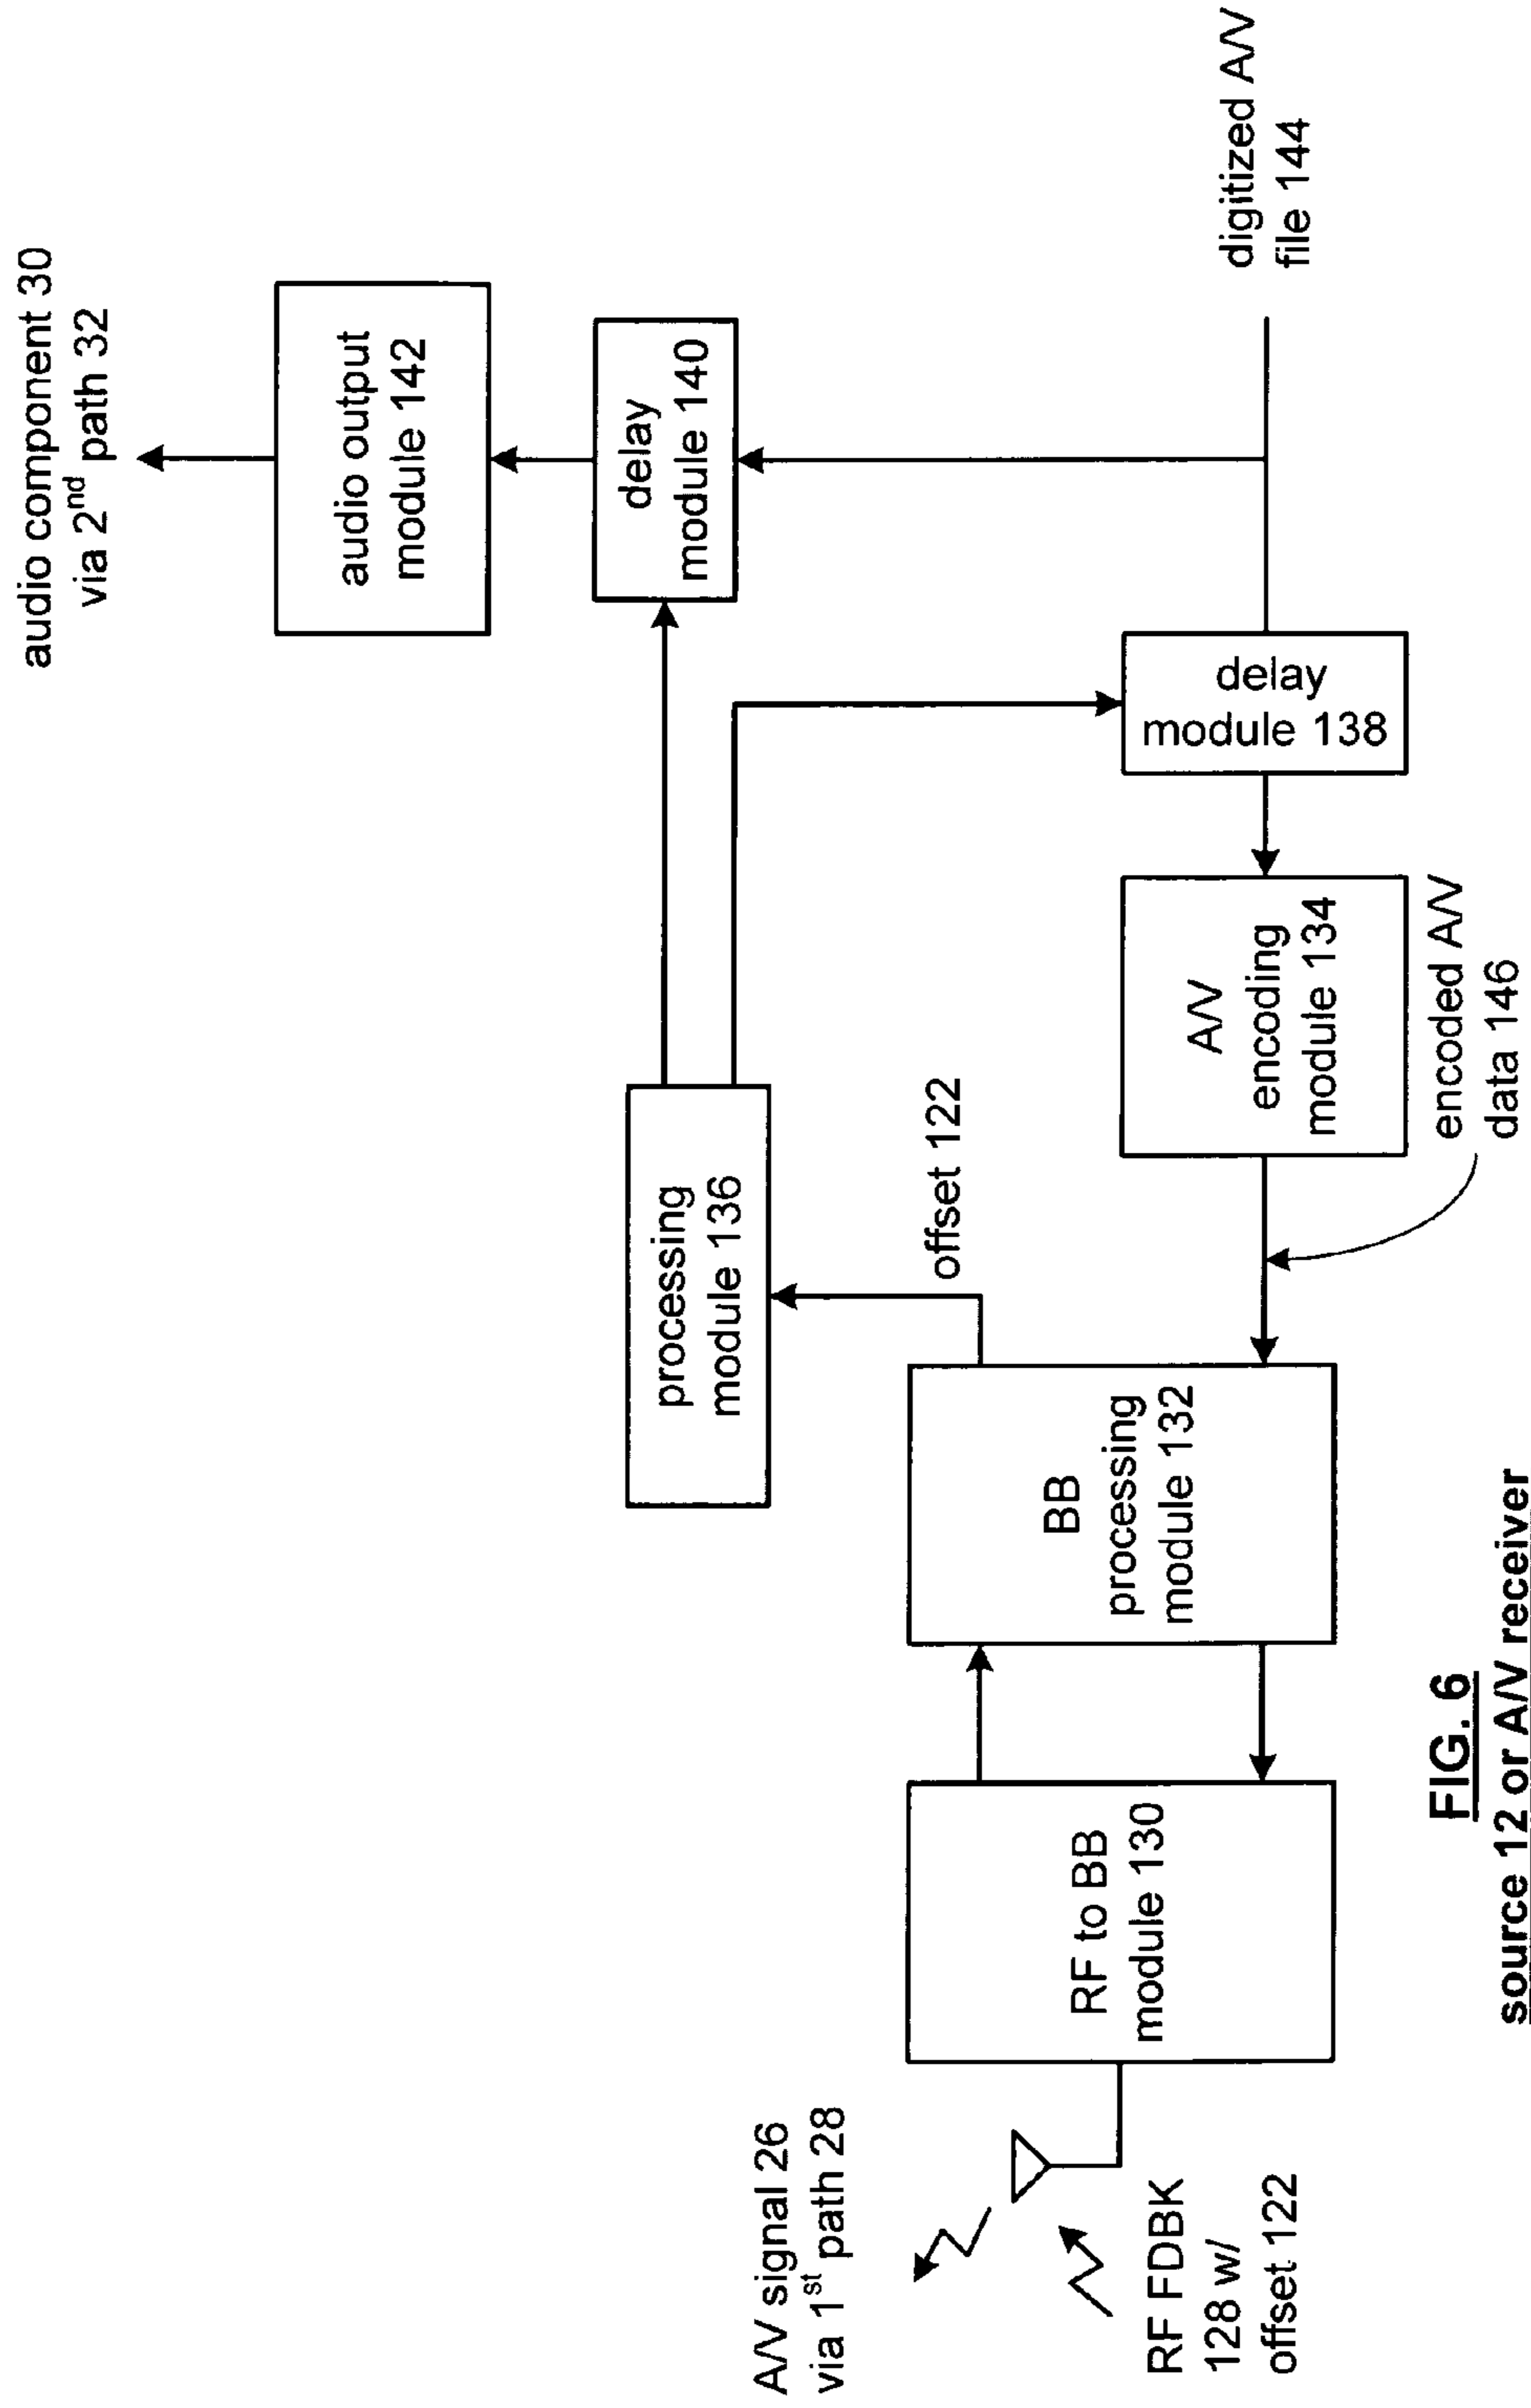 A/V signal 26
via 1st path 28
RF FDBK
128 w/
offset 122
RF to BB
module 130
BB
processing
module 132
processing
module 136
offset 122
A/V
encoding
module 134
encoded A/V
data 146
delay
module 138
delay
module 140
audio output
module 142
audio component 30
via 2nd path 32
digitized A/V
file 144
FIG. 6
source 12 or A/V receiver